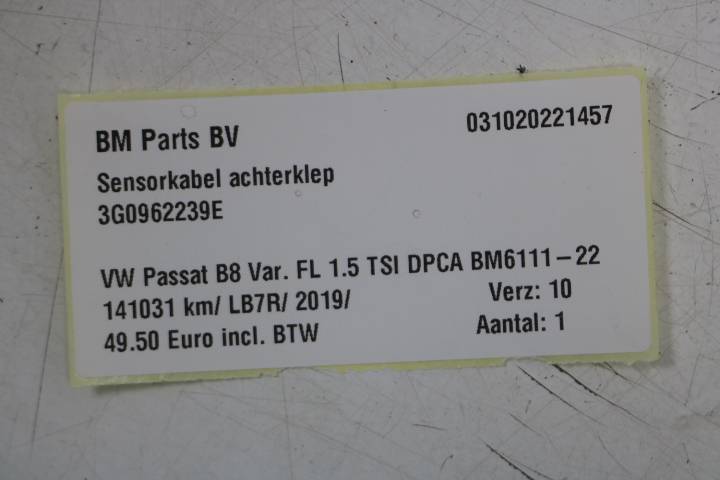 BM Parts BV 031020221457
Sensorkabel achterklep
3G0962239E
VW Passat B8 Var. FL 1.5 TSI DPCA BM6111-22
141031 km/ LB7R/ 2019/ Verz: 10
49.50 Euro incl. BTW Aantal: 1